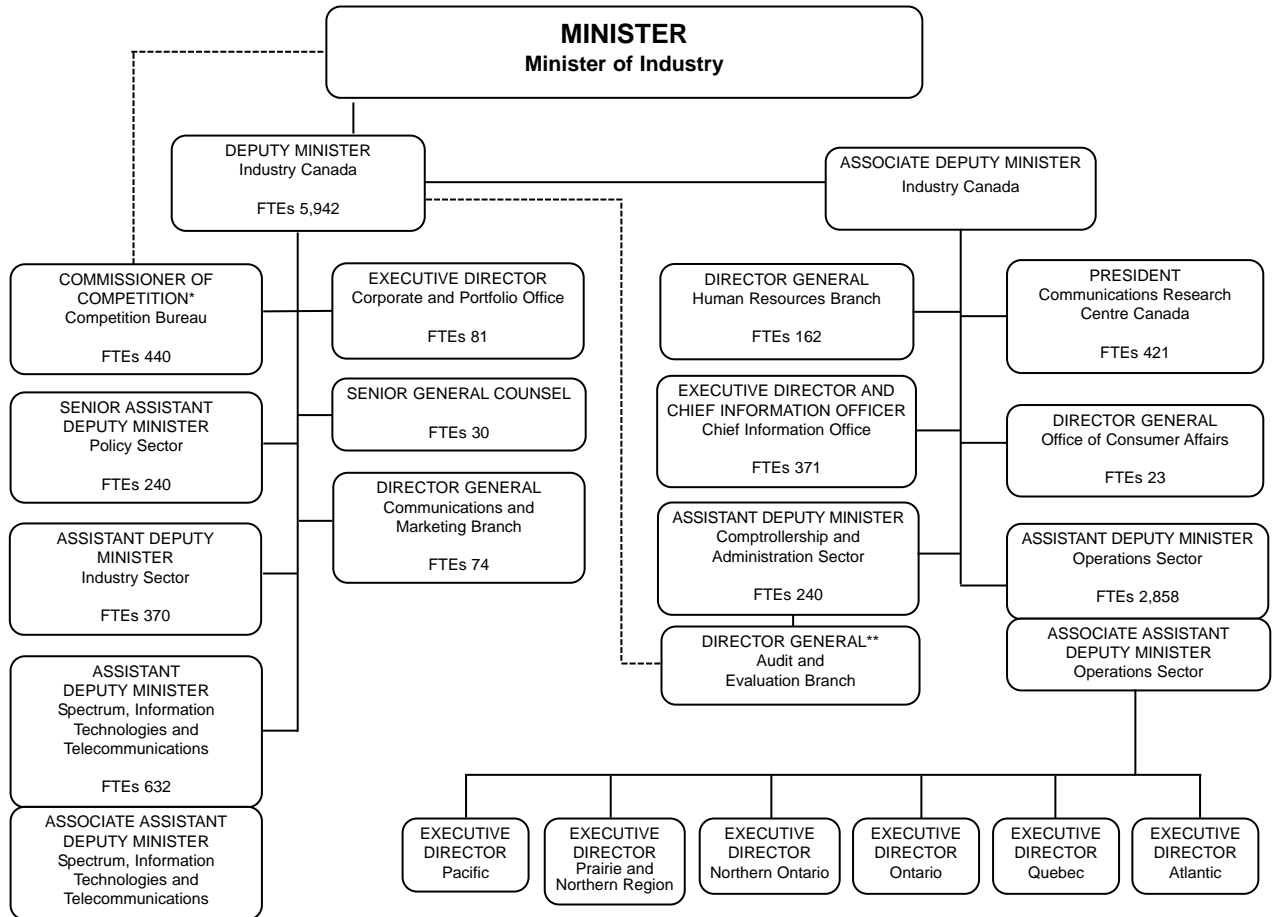 MINISTER
Minister of Industry
DEPUTY MINISTER
Industry Canada
FTEs 5,942
ASSOCIATE DEPUTY MINISTER
Industry Canada
COMMISSIONER OF
COMPETITION*
Competition Bureau
FTEs 440
EXECUTIVE DIRECTOR
Corporate and Portfolio Office
FTEs 81
DIRECTOR GENERAL
Human Resources Branch
FTEs 162
PRESIDENT
Communications Research
Centre Canada
FTEs 421
SENIOR ASSISTANT
DEPUTY MINISTER
Policy Sector
FTEs 240
SENIOR GENERAL COUNSEL
FTEs 30
EXECUTIVE DIRECTOR AND
CHIEF INFORMATION OFFICER
Chief Information Office
FTEs 371
DIRECTOR GENERAL
Office of Consumer Affairs
FTEs 23
ASSISTANT DEPUTY
MINISTER
Industry Sector
FTEs 370
DIRECTOR GENERAL
Communications and
Marketing Branch
FTEs 74
ASSISTANT DEPUTY MINISTER
Comptrollership and
Administration Sector
FTEs 240
ASSISTANT DEPUTY MINISTER
Operations Sector
FTEs 2,858
DIRECTOR GENERAL**
Audit and
Evaluation Branch
ASSOCIATE ASSISTANT
DEPUTY MINISTER
Operations Sector
ASSISTANT
DEPUTY MINISTER
Spectrum, Information
Technologies and
Telecommunications
FTEs 632
ASSOCIATE ASSISTANT
DEPUTY MINISTER
Spectrum, Information
Technologies and
Telecommunications
EXECUTIVE
DIRECTOR
Pacific
EXECUTIVE
DIRECTOR
Prairie and
Northern Region
EXECUTIVE
DIRECTOR
Northern Ontario
EXECUTIVE
DIRECTOR
Ontario
EXECUTIVE
DIRECTOR
Quebec
EXECUTIVE
DIRECTOR
Atlantic